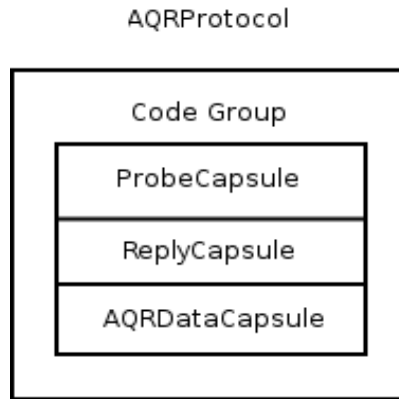 AQRProtocol
Code Group
ProbeCapsule
ReplyCapsule
AQRDataCapsule